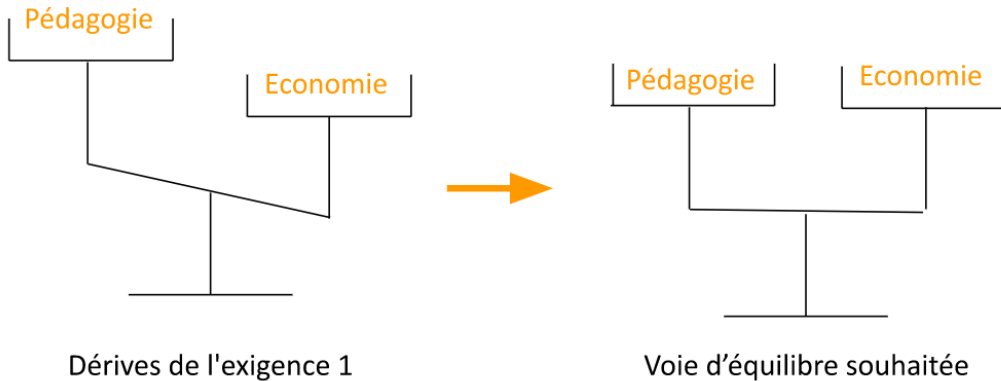 Pédagogie
Economie
Dérives de l'exigence 1
Pédagogie
Economie
Voie d’équilibre souhaitée